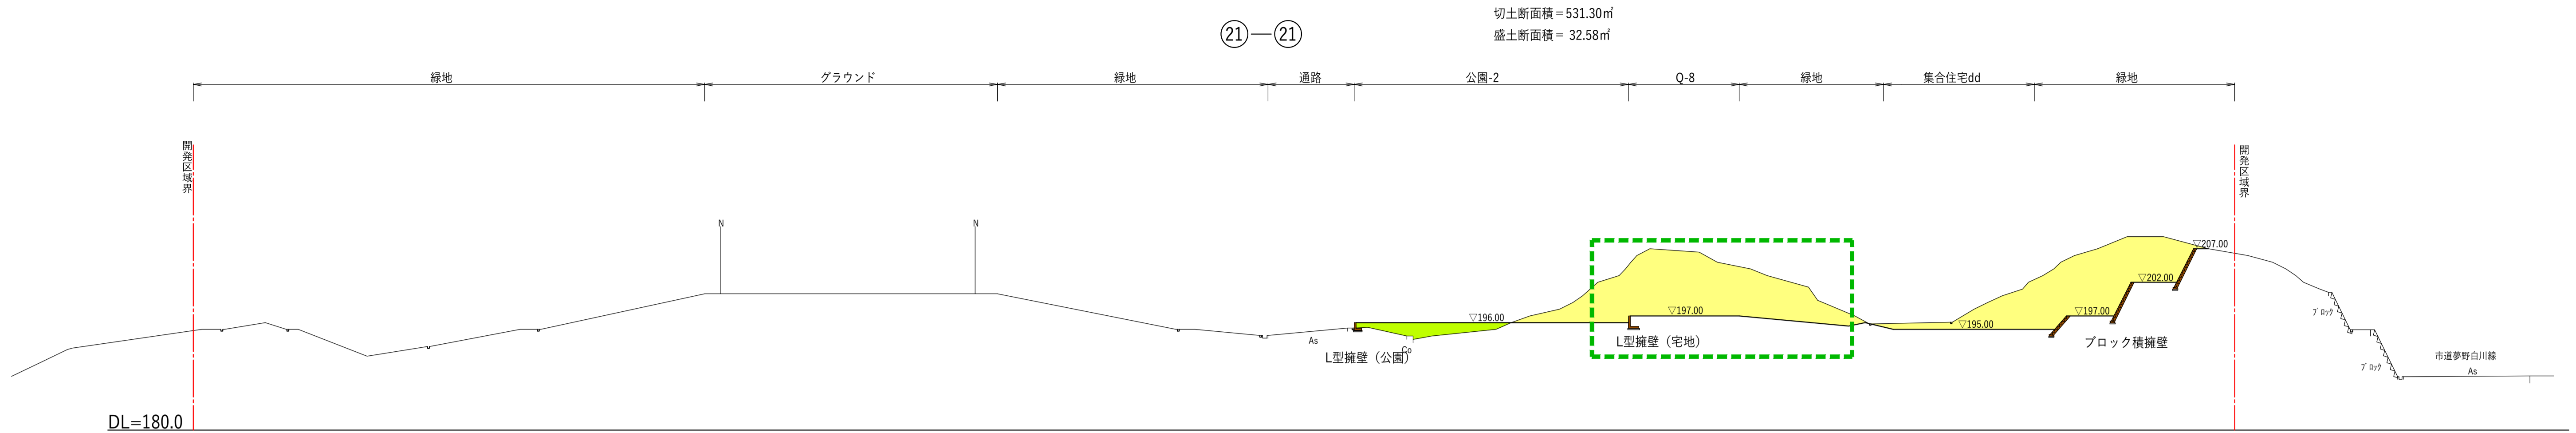 切土断面積＝531.30㎡
㉑―㉑
盛土断面積＝ 32.58㎡
緑地 グラウンド 緑地 通路 公園-2 Q-8 緑地 集合住宅dd 緑地
開発区域界
開発区域界
N
N
▽207.00
▽202.00
▽197.00
▽197.00
▽196.00
▽195.00
ﾌﾞﾛｯｸ
As
L型擁壁（宅地）
ブロック積擁壁
Co
L型擁壁（公園）
市道夢野白川線
ﾌﾞﾛｯｸ
As
DL=180.0